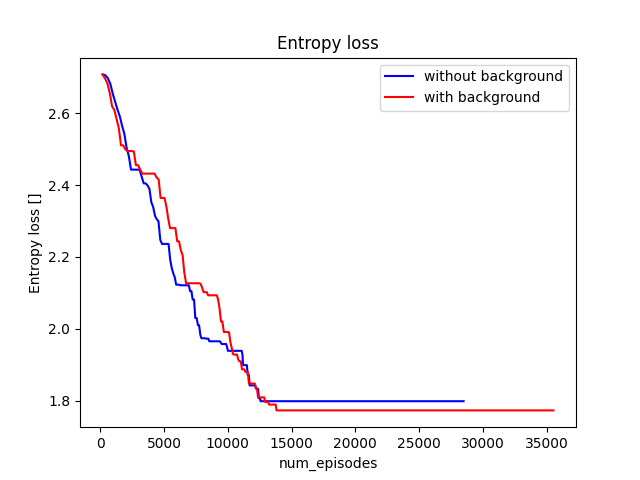 Entropy loss
without background
with background
Entropy loss []
2.6
2.4
2.2
2.0
1.8
0 5000 10000 15000 20000 25000 30000 35000
num_episodes